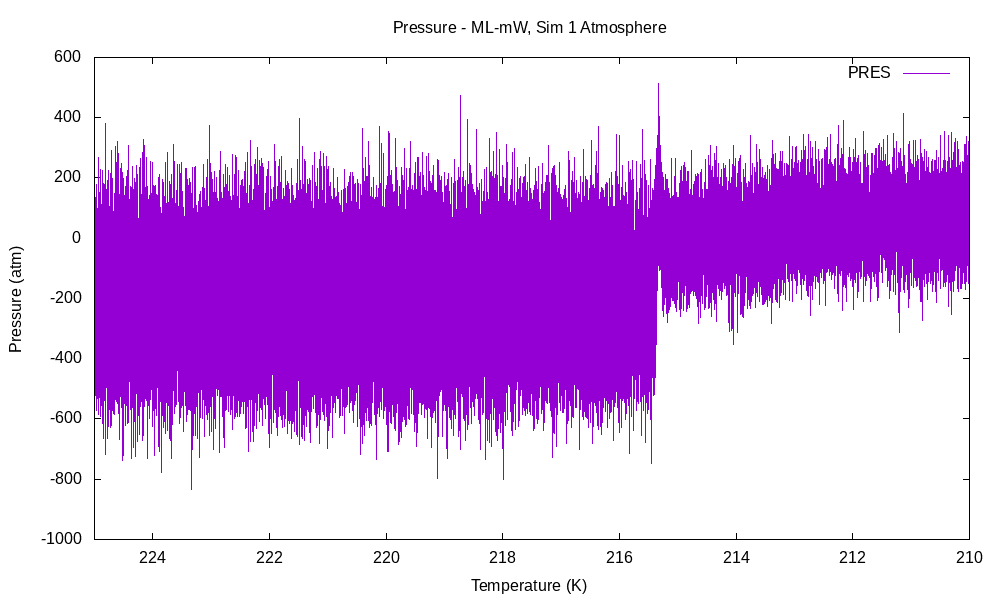 Pressure - ML-mW, Sim 1 Atmosphere
PRES
600
400
200
0
-200
-400
-600
-800
-1000
Pressure (atm)
224 222 220 218 216 214 212 210
Temperature (K)